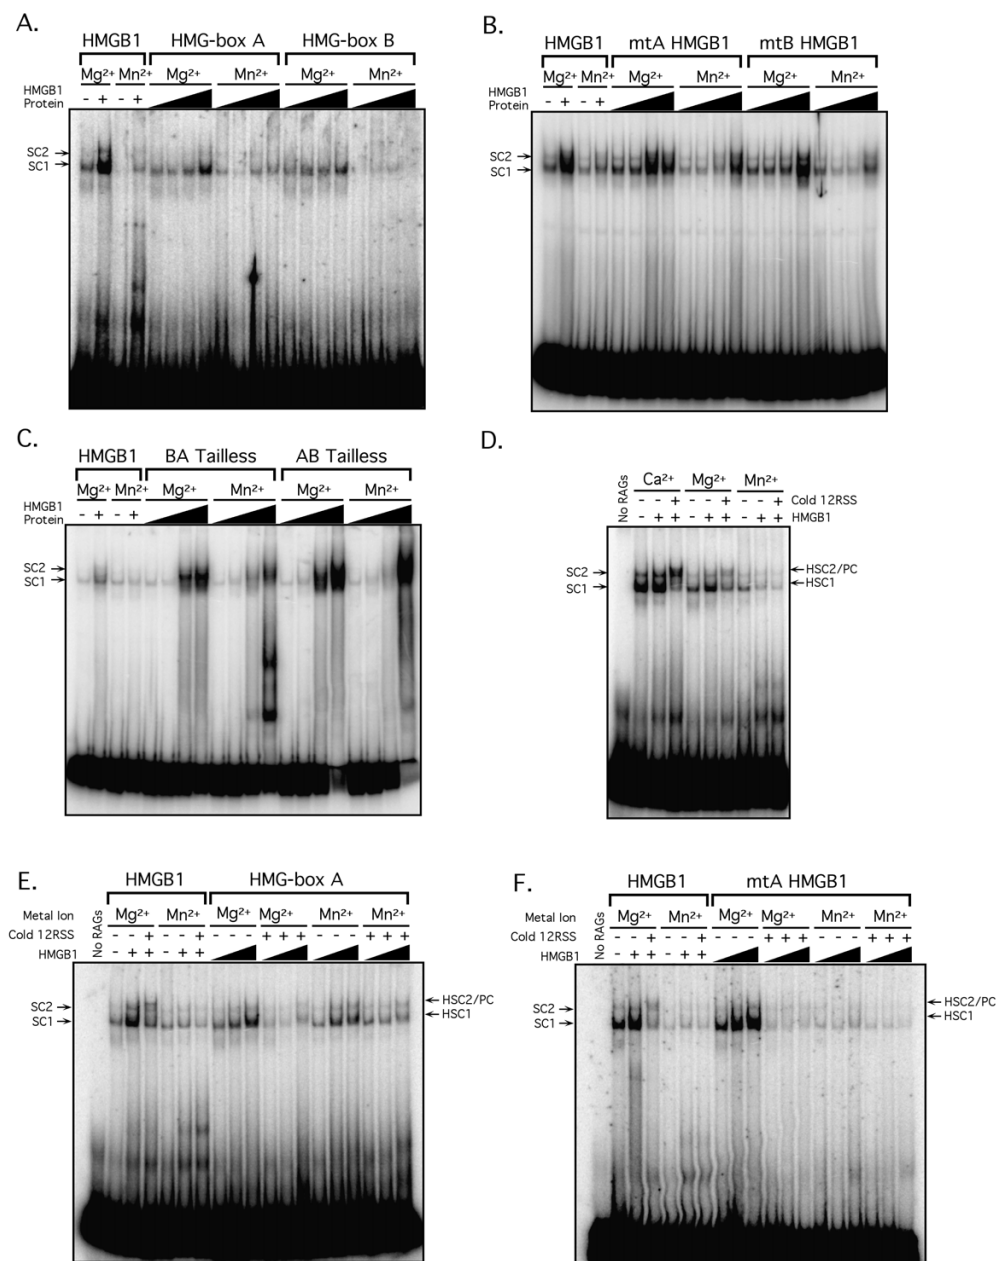 A.
HMGB1 HMG-box A HMG-box B
Mg2+ Mn2+ Mg2+ Mn2+ Mg2+ Mn2+
HMGB1
Protein - + - +
SC2
SC1
B.
HMGB1 mtA HMGB1 mtB HMGB1
Mg2+ Mn2+ Mg2+ Mn2+ Mg2+ Mn2+
HMGB1
Protein - + - +
SC2
SC1
C.
HMGB1 BA Tailless AB Tailless
Mg2+ Mn2+ Mg2+ Mn2+ Mg2+ Mn2+
HMGB1
Protein - + - +
SC2
SC1
D.
No RAGs
Ca2+ Mg2+ Mn2+
- - + - - + - - + Cold 12RSS
- + + - + + - + + HMGB1
SC2 HSC2/PC
SC1 HSC1
E.
HMGB1 HMG-box A
Metal Ion Mg2+ Mn2+ Mg2+ Mg2+ Mn2+ Mn2+
Cold 12RSS No RAGs - - + - - + - - - + + + - - - + + +
HMGB1 - + + - + +
SC2 HSC2/PC
SC1 HSC1
F.
HMGB1 mtA HMGB1
Metal Ion Mg2+ Mn2+ Mg2+ Mg2+ Mn2+ Mn2+
Cold 12RSS No RAGs - - + - - + - - - + + + - - - + + +
HMGB1 - + + - + +
SC2 HSC2/PC
SC1 HSC1